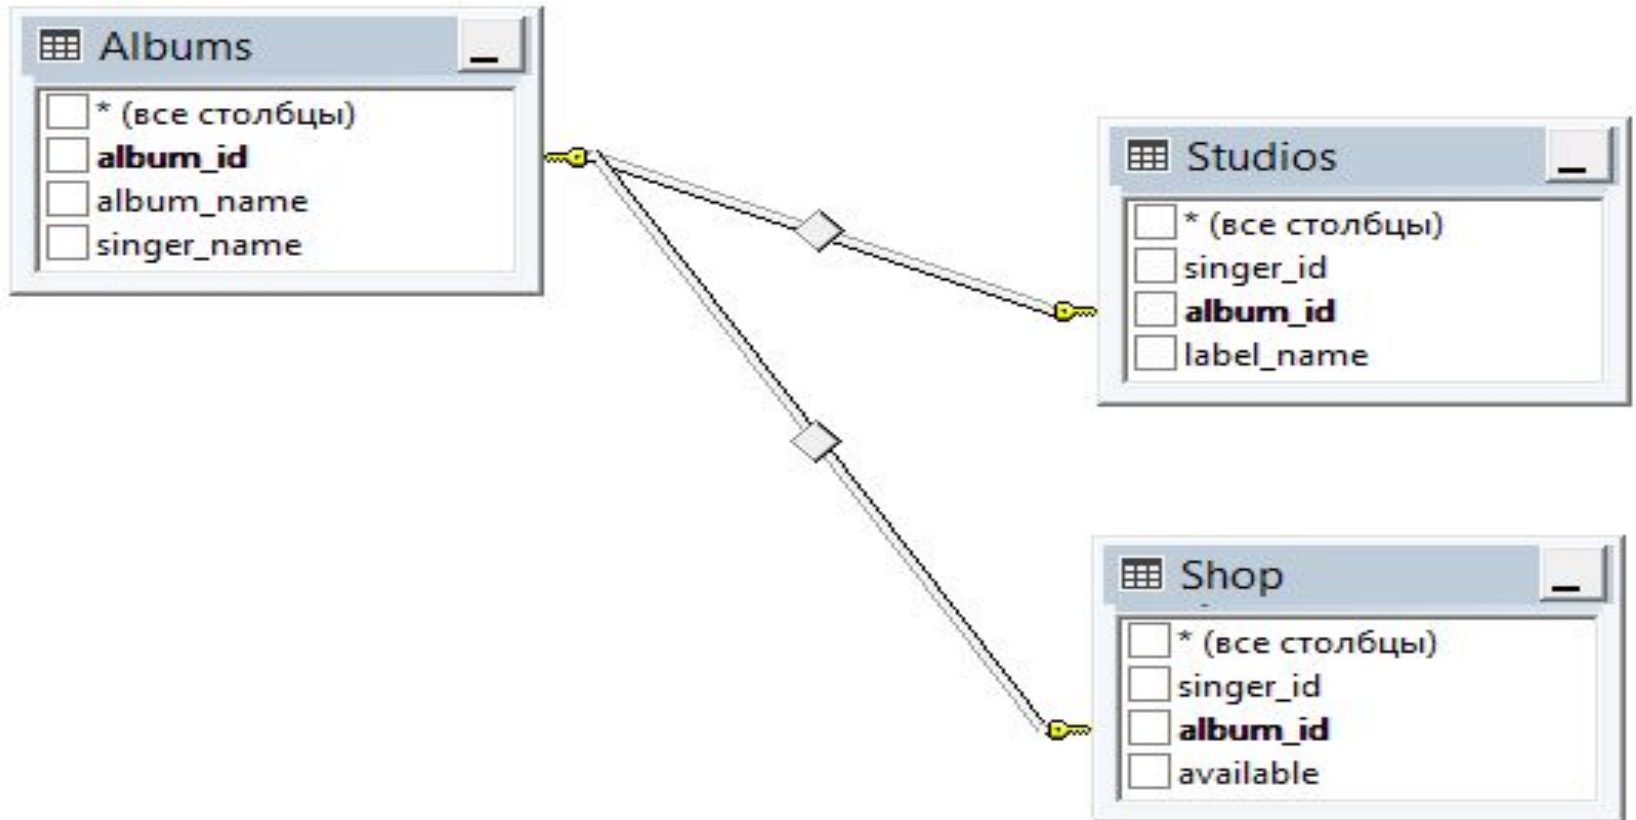 Albums
* (все столбцы)
album_id
album_name
singer_name
Studios
* (все столбцы)
singer_id
album_id
label_name
Shop
* (все столбцы)
singer_id
album_id
available